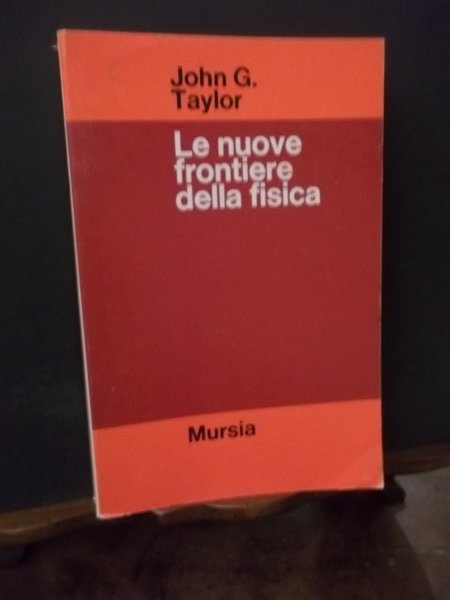 John G.
Taylor
Le nuove
frontiere
della fisica
Mursia